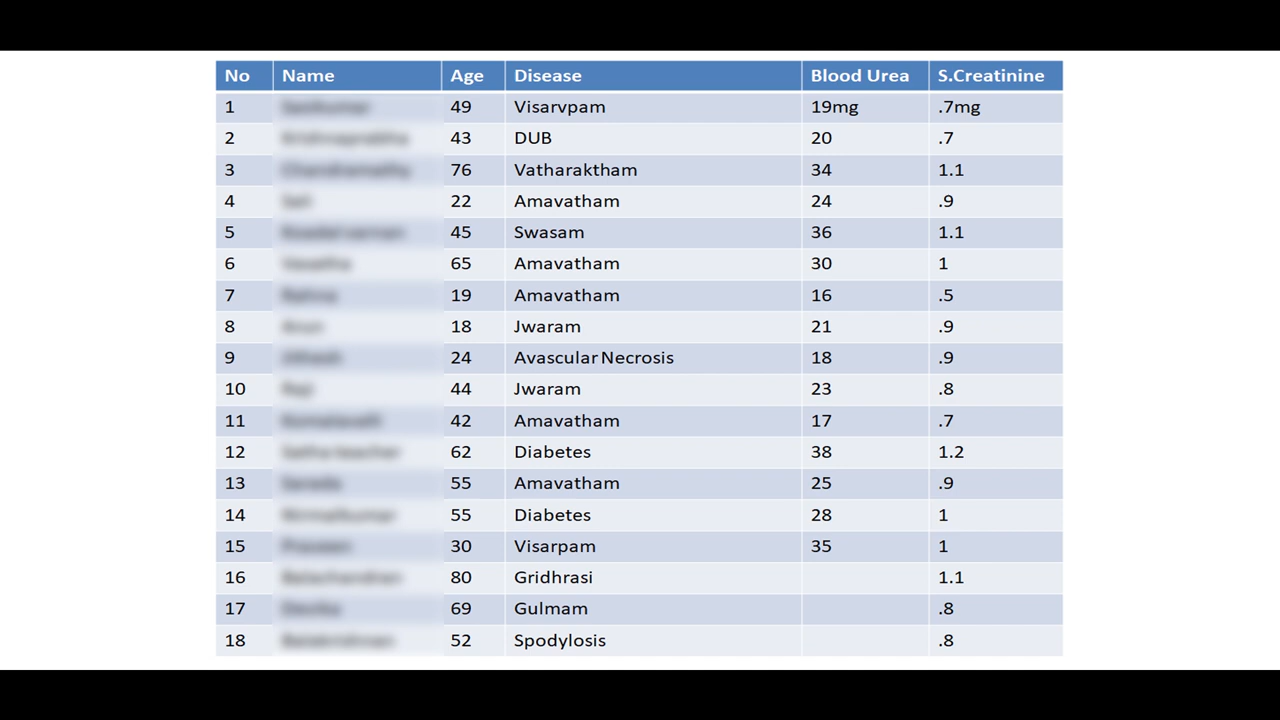 No Name Age Disease Blood Urea S.Creatinine
1 49 Visarvpam 19mg .7mg
2 43 DUB 20 .7
3 76 Vatharaktham 34 1.1
4 22 Amavatham 24 .9
5 45 Swasam 36 1.1
6 65 Amavatham 30 1
7 19 Amavatham 16 .5
8 18 Jwaram 21 .9
9 24 Avascular Necrosis 18 .9
10 44 Jwaram 23 .8
11 42 Amavatham 17 .7
12 62 Diabetes 38 1.2
13 55 Amavatham 25 .9
14 55 Diabetes 28 1
15 30 Visarpam 35 1
16 80 Gridhrasi 1.1
17 69 Gulmam .8
18 52 Spodylosis .8